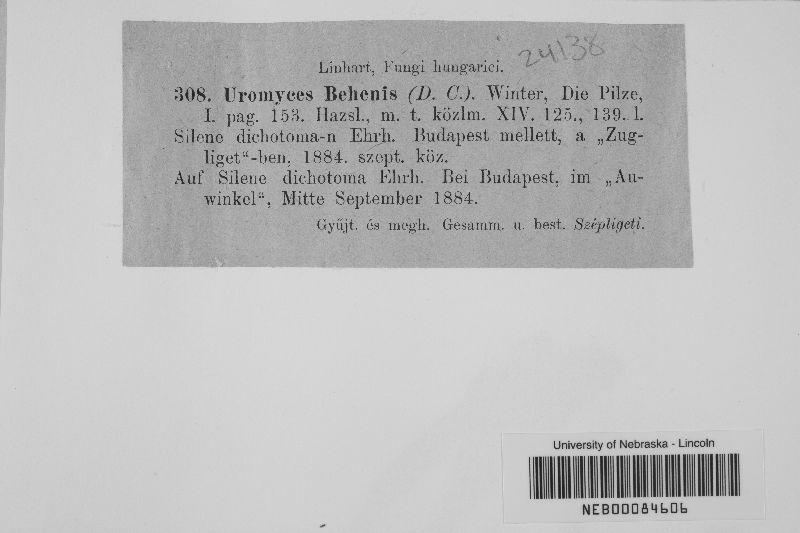 24138
Linhart, Fungi hungarici.
308. Uromyces Behenis (D. C.). Winter, Die Pilze,
I. pag. 153. Hazsl., m. t. közlm. XIV. 125., 139. l.
Silene dichotoma-n Ehrh. Budapest mellett, a „Zug-
liget“-ben, 1884. szept. köz.
Auf Silene dichotoma Ehrh. Bei Budapest, im „Au-
winkel“, Mitte September 1884.
Gyűjt. és megh. Gesamm. u. best. Szépligeti.
University of Nebraska - Lincoln
NEB00084606